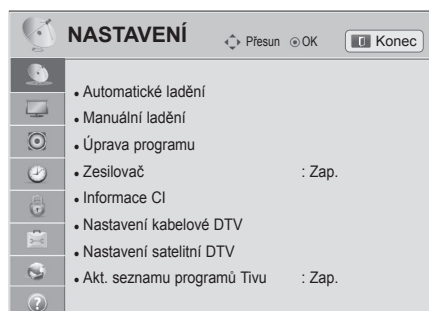 NASTAVENÍ Přesun OK Konec
• Automatické ladění
• Manuální ladění
• Úprava programu
• Zesilovač : Zap.
• Informace CI
• Nastavení kabelové DTV
• Nastavení satelitní DTV
• Akt. seznamu programů Tivu : Zap.
?